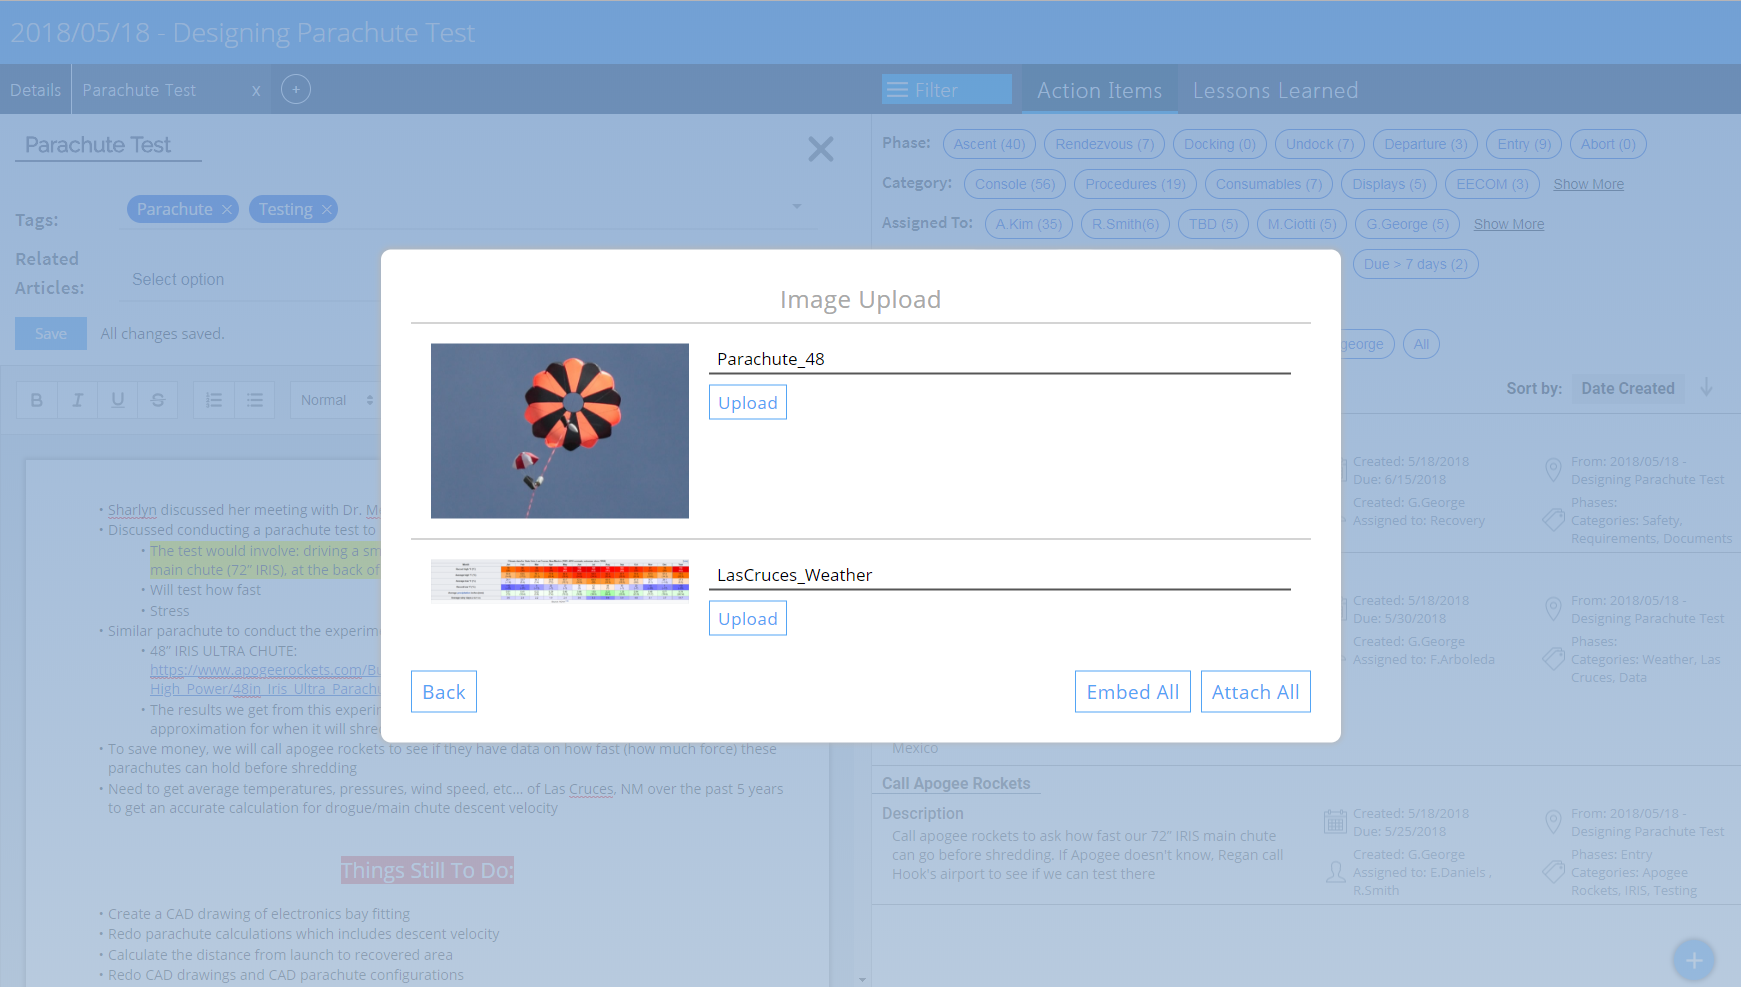 2018/05/18 - Designing Parachute Test
Details
Parachute Test x
+
Filter
Action Items
Lessons Learned
Parachute Test
Tags:
Parachute ×
Testing ×
Related
Articles:
Select option
Save
All changes saved.
B I U S
Normal
Phase:
Ascent (40)
Rendezvous (7)
Docking (0)
Undock (7)
Departure (3)
Entry (9)
Abort (0)
Category:
Console (56)
Procedures (19)
Consumables (7)
Displays (5)
EECOM (3)
Show More
Assigned To:
A.Kim (35)
R.Smith(6)
TBD (5)
M.Ciotti (5)
G.George (5)
Show More
Due > 7 days (2)
george
All
Sort by:
Date Created
Image Upload
Parachute_48
Upload
LasCruces_Weather
Upload
Back
Embed All
Attach All
• Sharlyn discussed her meeting with Dr.
• Discussed conducting a parachute test to
• The test would involve: driving a
main chute (72” IRIS), at the back of
• Will test how fast
• Stress
• Similar parachute to conduct the
• 48” IRIS ULTRA CHUTE:
https://www.apogeerockets.com/Bu
High_Power/48in_Iris_Ultra_Parach
• The results we get from this
approximation for when it will
• To save money, we will call apogee rockets to see if they have data on how fast (how much force) these
parachutes can hold before shredding
• Need to get average temperatures, pressures, wind speed, etc... of Las Cruces, NM over the past 5 years
to get an accurate calculation for drogue/main chute descent velocity
Things Still To Do:
• Create a CAD drawing of electronics bay fitting
• Redo parachute calculations which includes descent velocity
• Calculate the distance from launch to recovered area
• Redo CAD drawings and CAD parachute configurations
Created: 5/18/2018
Due: 6/15/2018
From: 2018/05/18 -
Designing Parachute Test
Created: G.George
Assigned to: Recovery
Phases:
Categories: Safety,
Requirements, Documents
Created: 5/18/2018
Due: 5/30/2018
From: 2018/05/18 -
Designing Parachute Test
Created: G.George
Assigned to: F.Arboleda
Phases:
Categories: Weather, Las
Cruces, Data
Mexico
Call Apogee Rockets
Description
Call apogee rockets to ask how fast our 72” IRIS main chute
can go before shredding. If Apogee doesn't know, Regan call
Hook's airport to see if we can test there
Created: 5/18/2018
Due: 5/25/2018
From: 2018/05/18 -
Designing Parachute Test
Created: G.George
Assigned to: E.Daniels ,
R.Smith
Phases: Entry
Categories: Apogee
Rockets, IRIS, Testing
+